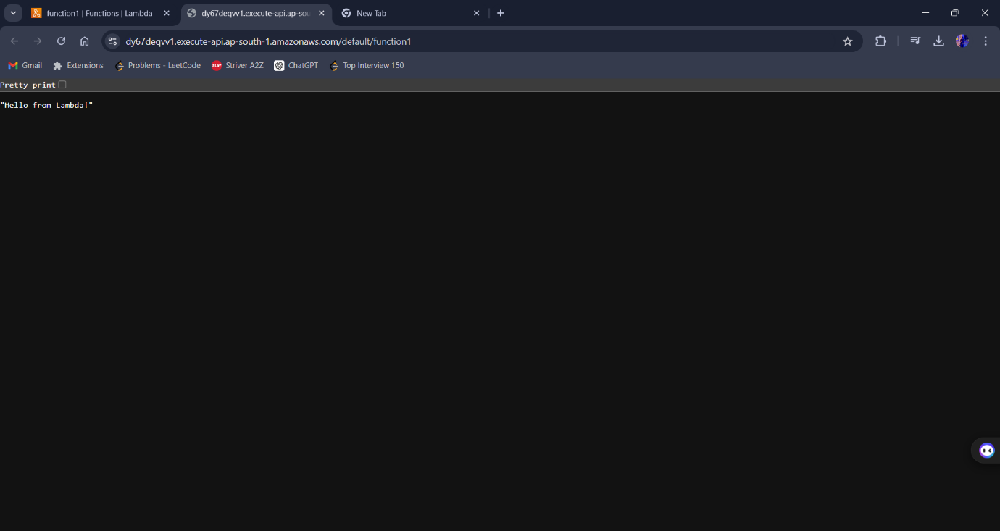 function1 | Functions | Lambda
dy67deqvv1.execute-api.ap-sou
New Tab
dy67deqvv1.execute-api.ap-south-1.amazonaws.com/default/function1
Gmail Extensions Problems - LeetCode TUF Striver A2Z ChatGPT Top Interview 150
Pretty-print
"Hello from Lambda!"